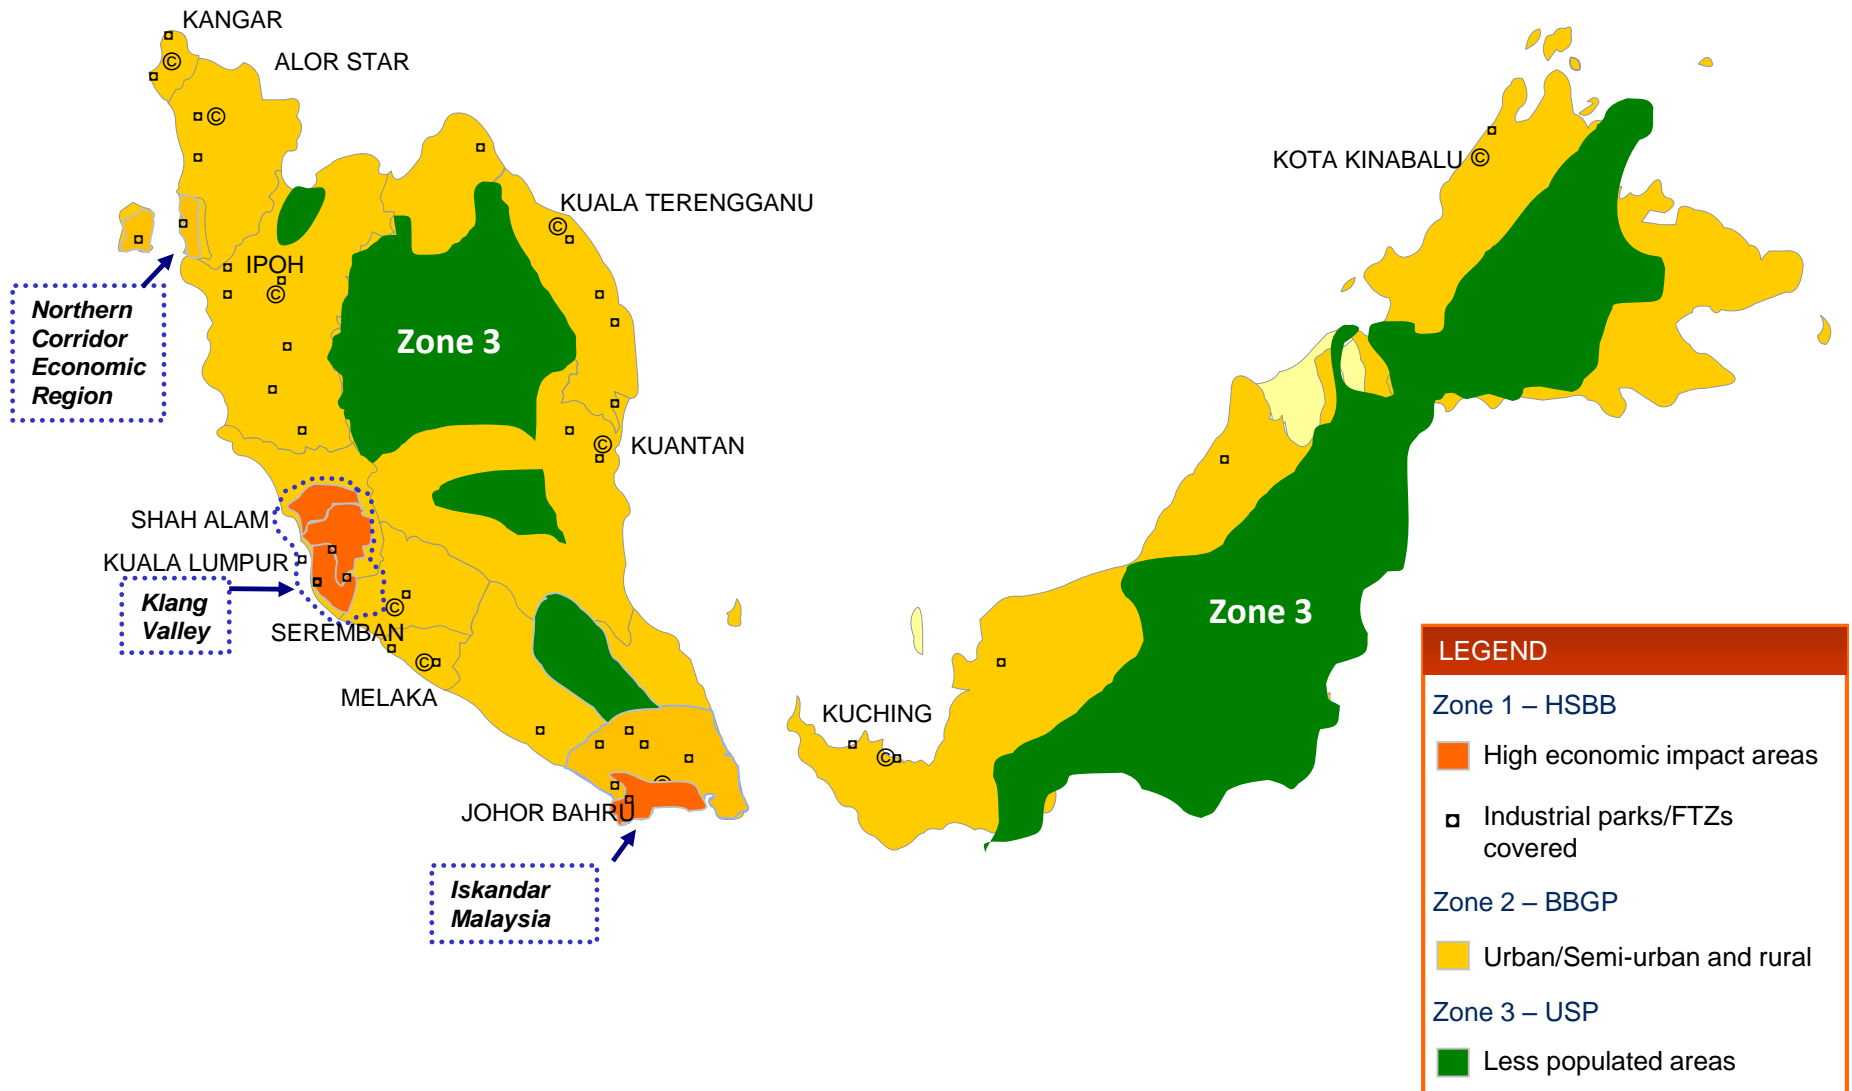 KANGAR
©
ALOR STAR
©
KOTA KINABALU ©
KUALA TERENGGANU
©
IPOH
©
Northern
Corridor
Economic
Region
Zone 3
©
KUANTAN
SHAH ALAM
KUALA LUMPUR
Klang
Valley
©
SEREMBAN
©
MELAKA
Zone 3
KUCHING
©
©
JOHOR BAHRU
Iskandar
Malaysia
LEGEND
Zone 1 – HSBB
High economic impact areas
Industrial parks/FTZs
covered
Zone 2 – BBGP
Urban/Semi-urban and rural
Zone 3 – USP
Less populated areas